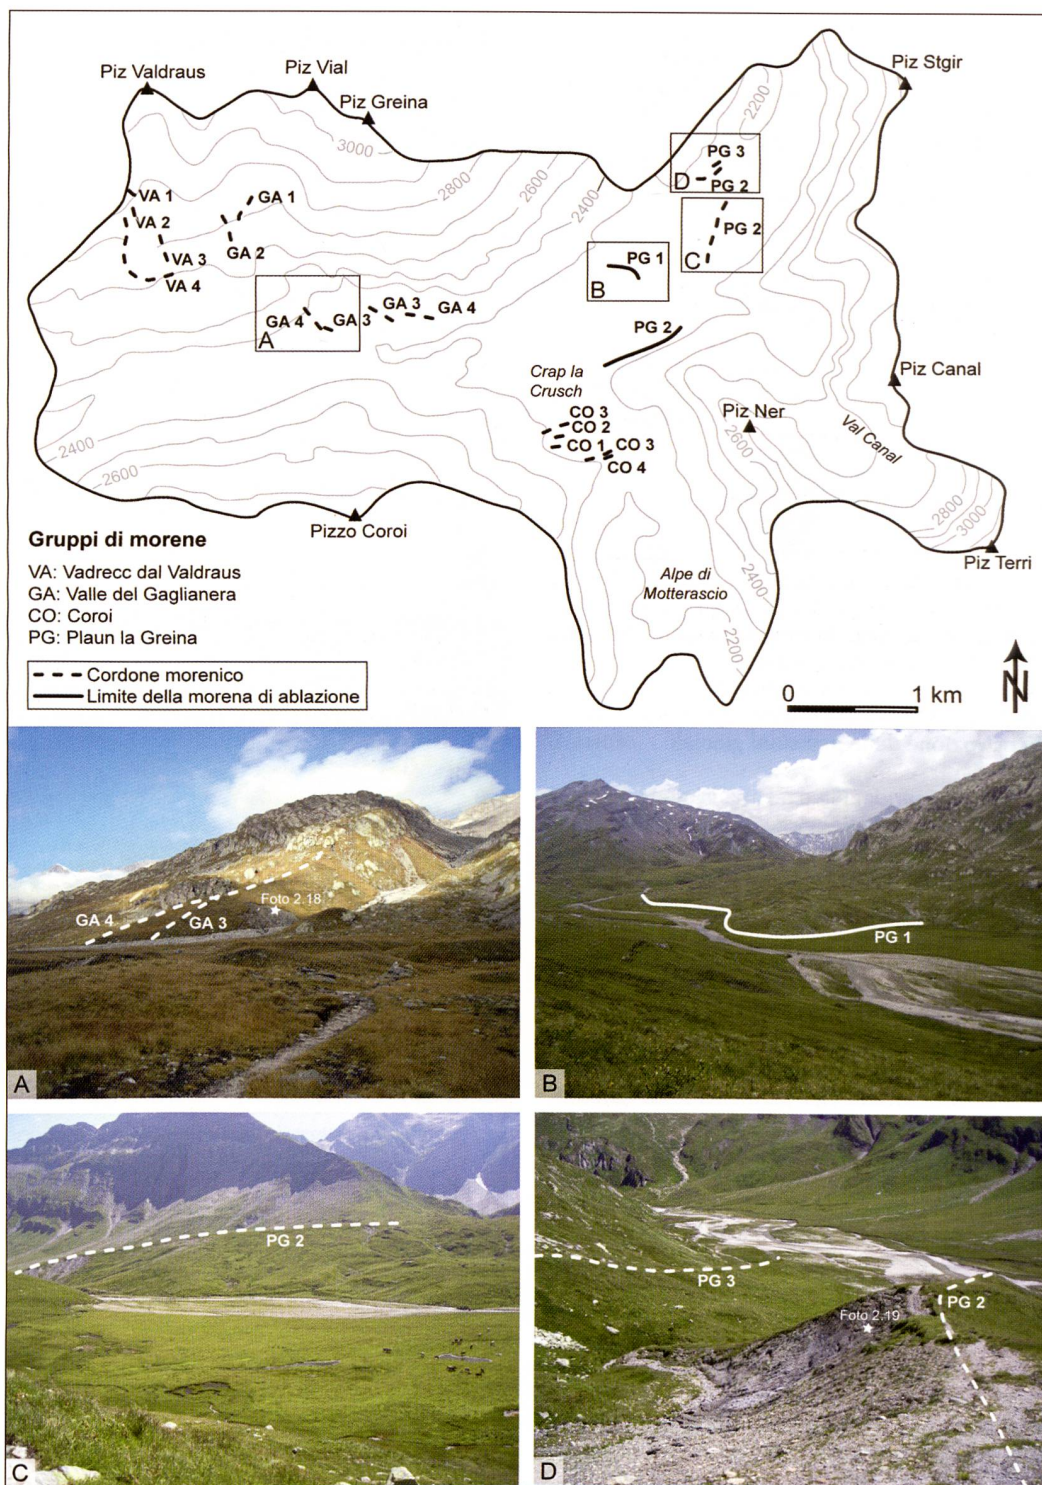 Piz Valdraus
Piz Vial
Piz Greina
Piz Stgir
3000
2800
2600
2400
2200
PG 3
D
PG 2
VA 1
VA 2
GA 1
VA 3
GA 2
VA 4
PG 2
C
PG 1
B
GA 3
GA 4
GA 4
GA 3
A
PG 2
Crap la
Crusch
Piz Canal
Piz Ner
Val Canal
CO 3
CO 2
CO 1
CO 3
CO 4
2400
2600
2600
2800
3000
Pizzo Coroi
Piz Terri
Alpe di
Motterascio
2400
2200
Gruppi di morene
VA: Vadrecc dal Valdraus
GA: Valle del Gaglianera
CO: Coroi
PG: Plaun la Greina
Cordone morenico
Limite della morena di ablazione
0 1 km
N
GA 4
GA 3
Foto 2.18
A
PG 1
B
PG 2
C
PG 3
PG 2
Foto 2.19
D